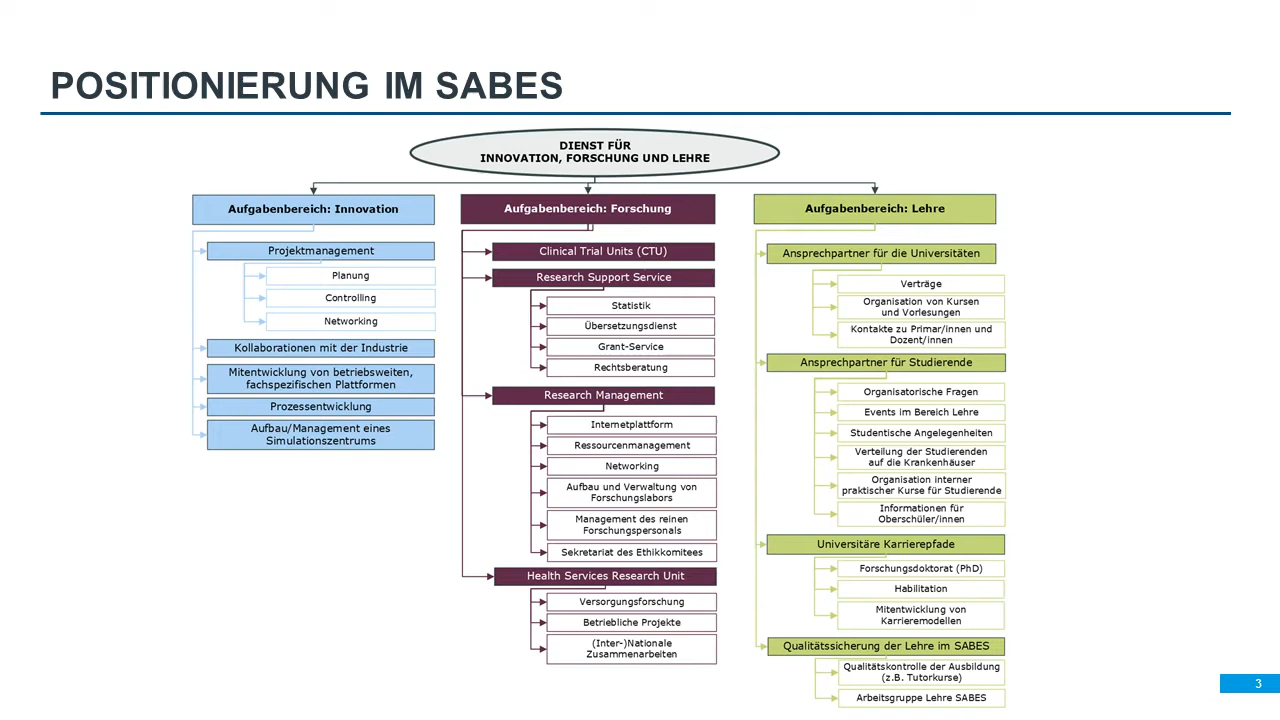 POSITIONIERUNG IM SABES
DIENST FÜR
INNOVATION, FORSCHUNG UND LEHRE
Aufgabenbereich: Innovation
Projektmanagement
Planung
Controlling
Networking
Kollaborationen mit der Industrie
Mitentwicklung von betriebsweiten,
fachspezifischen Plattformen
Prozessentwicklung
Aufbau/Management eines
Simulationszentrums
Aufgabenbereich: Forschung
Clinical Trial Units (CTU)
Research Support Service
Statistik
Übersetzungsdienst
Grant-Service
Rechtsberatung
Research Management
Internetplattform
Ressourcenmanagement
Networking
Aufbau und Verwaltung von
Forschungslabors
Management des reinen
Forschungspersonals
Sekretariat des Ethikkomitees
Health Services Research Unit
Versorgungsforschung
Betriebliche Projekte
(Inter-)Nationale
Zusammenarbeiten
Aufgabenbereich: Lehre
Ansprechpartner für die Universitäten
Verträge
Organisation von Kursen
und Vorlesungen
Kontakte zu Primar/innen und
Dozent/innen
Ansprechpartner für Studierende
Organisatorische Fragen
Events im Bereich Lehre
Studentische Angelegenheiten
Verteilung der Studierenden
auf die Krankenhäuser
Organisation interner
praktischer Kurse für Studierende
Informationen für
Oberschüler/innen
Universitäre Karrierepfade
Forschungsdoktorat (PhD)
Habilitation
Mitentwicklung von
Karrieremodellen
Qualitätssicherung der Lehre im SABES
Qualitätskontrolle der Ausbildung
(z.B. Tutorkurse)
Arbeitsgruppe Lehre SABES
3